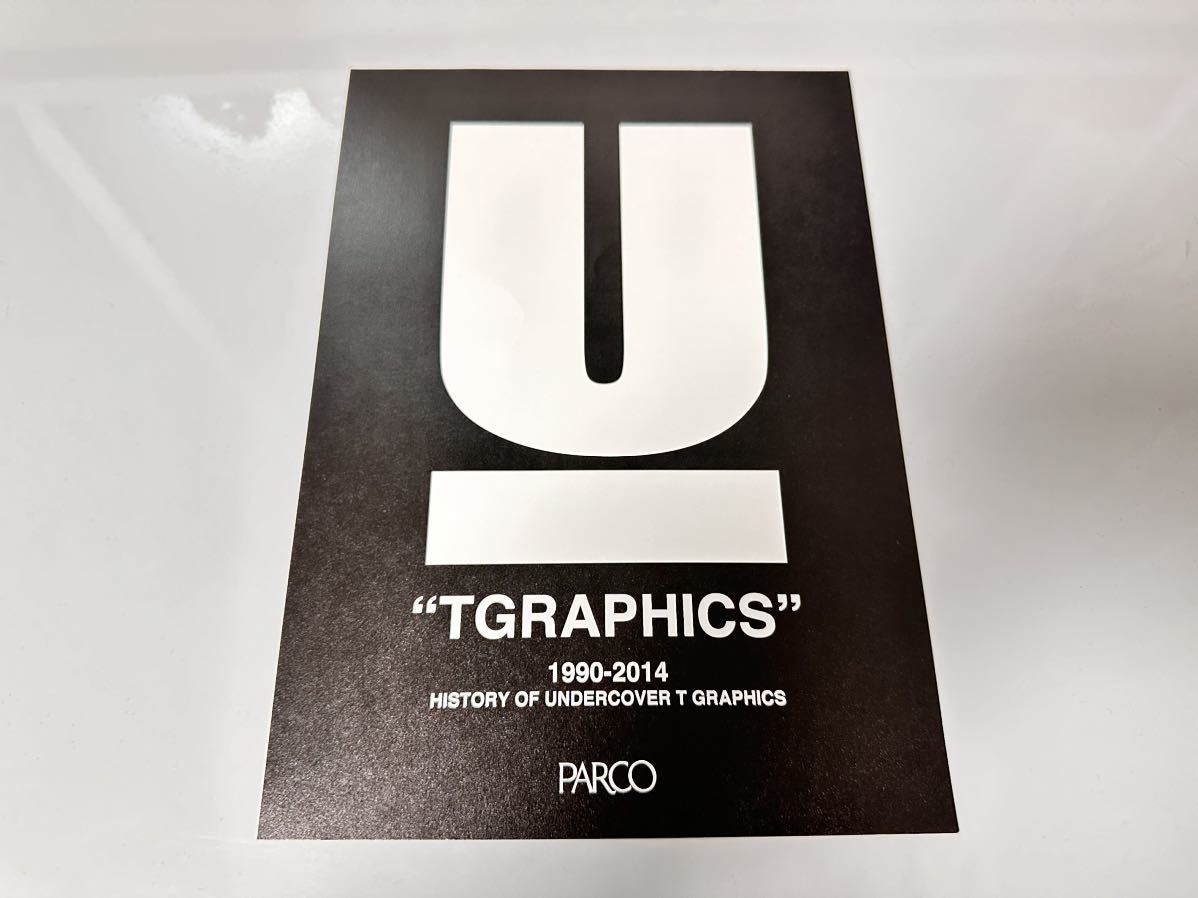 U
“TGRAPHICS”
1990-2014
HISTORY OF UNDERCOVER T GRAPHICS
PARCO